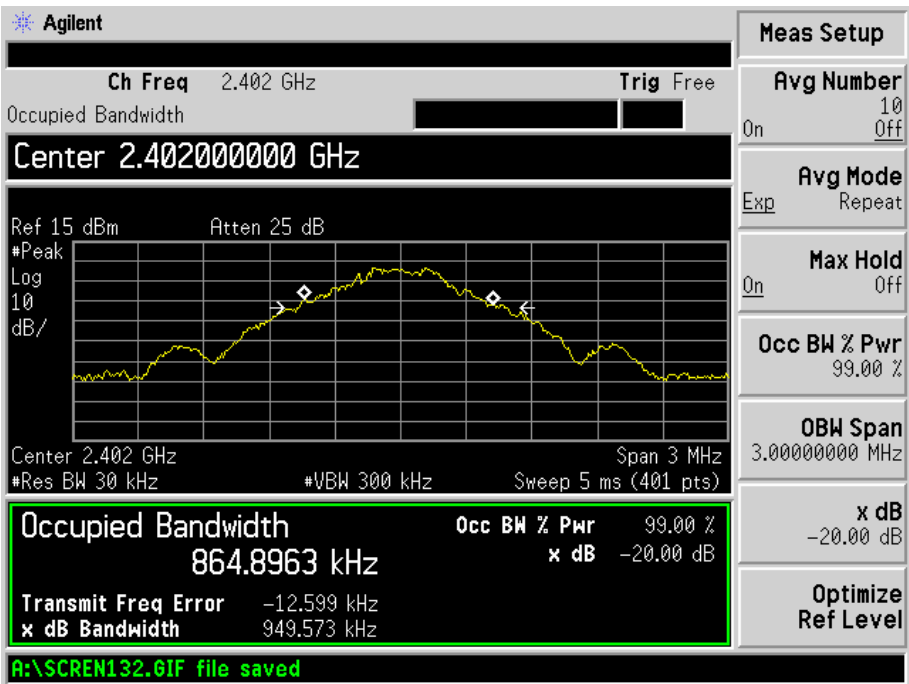 Agilent
Meas Setup
Ch Freq 2.402 GHz Trig Free
Occupied Bandwidth
Center 2.402000000 GHz
Ref 15 dBm Atten 25 dB
#Peak
Log
10
dB/
Center 2.402 GHz Span 3 MHz
#Res BW 30 kHz #VBW 300 kHz Sweep 5 ms (401 pts)
Occupied Bandwidth
864.8963 kHz
Occ BW % Pwr 99.00 %
x dB -20.00 dB
Transmit Freq Error -12.599 kHz
x dB Bandwidth 949.573 kHz
A:\SCREN132.GIF file saved
Avg Number
10
On Off
Avg Mode
Exp Repeat
Max Hold
On Off
Occ BW % Pwr
99.00 %
OBW Span
3.00000000 MHz
x dB
-20.00 dB
Optimize
Ref Level